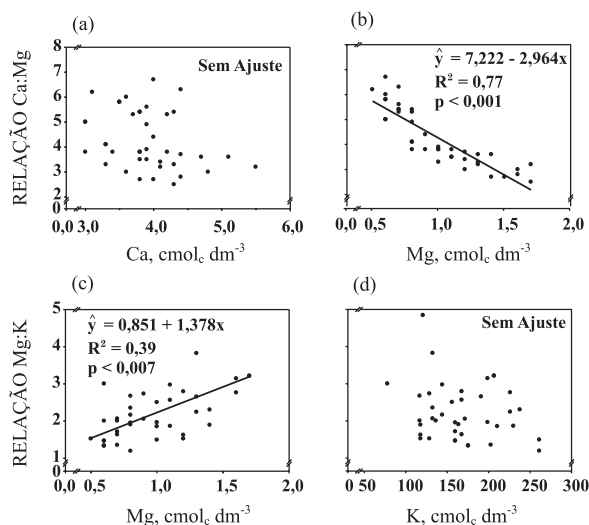 (a)
(b)
RELAÇÃO Ca:Mg
8
7
6
5
4
3
2
0
Sem Ajuste
ŷ = 7,222 - 2,964x
R² = 0,77
p < 0,001
0,0 3,0 4,0 5,0 6,0
0,0 0,5 1,0 1,5 2,0
Ca, cmolc dm⁻³
Mg, cmolc dm⁻³
(c)
(d)
RELAÇÃO Mg:K
5
4
3
2
1
0
ŷ = 0,851 + 1,378x
R² = 0,39
p < 0,007
Sem Ajuste
0,0 0,5 1,0 1,5 2,0
0 50 100 150 200 250 300
Mg, cmolc dm⁻³
K, cmolc dm⁻³